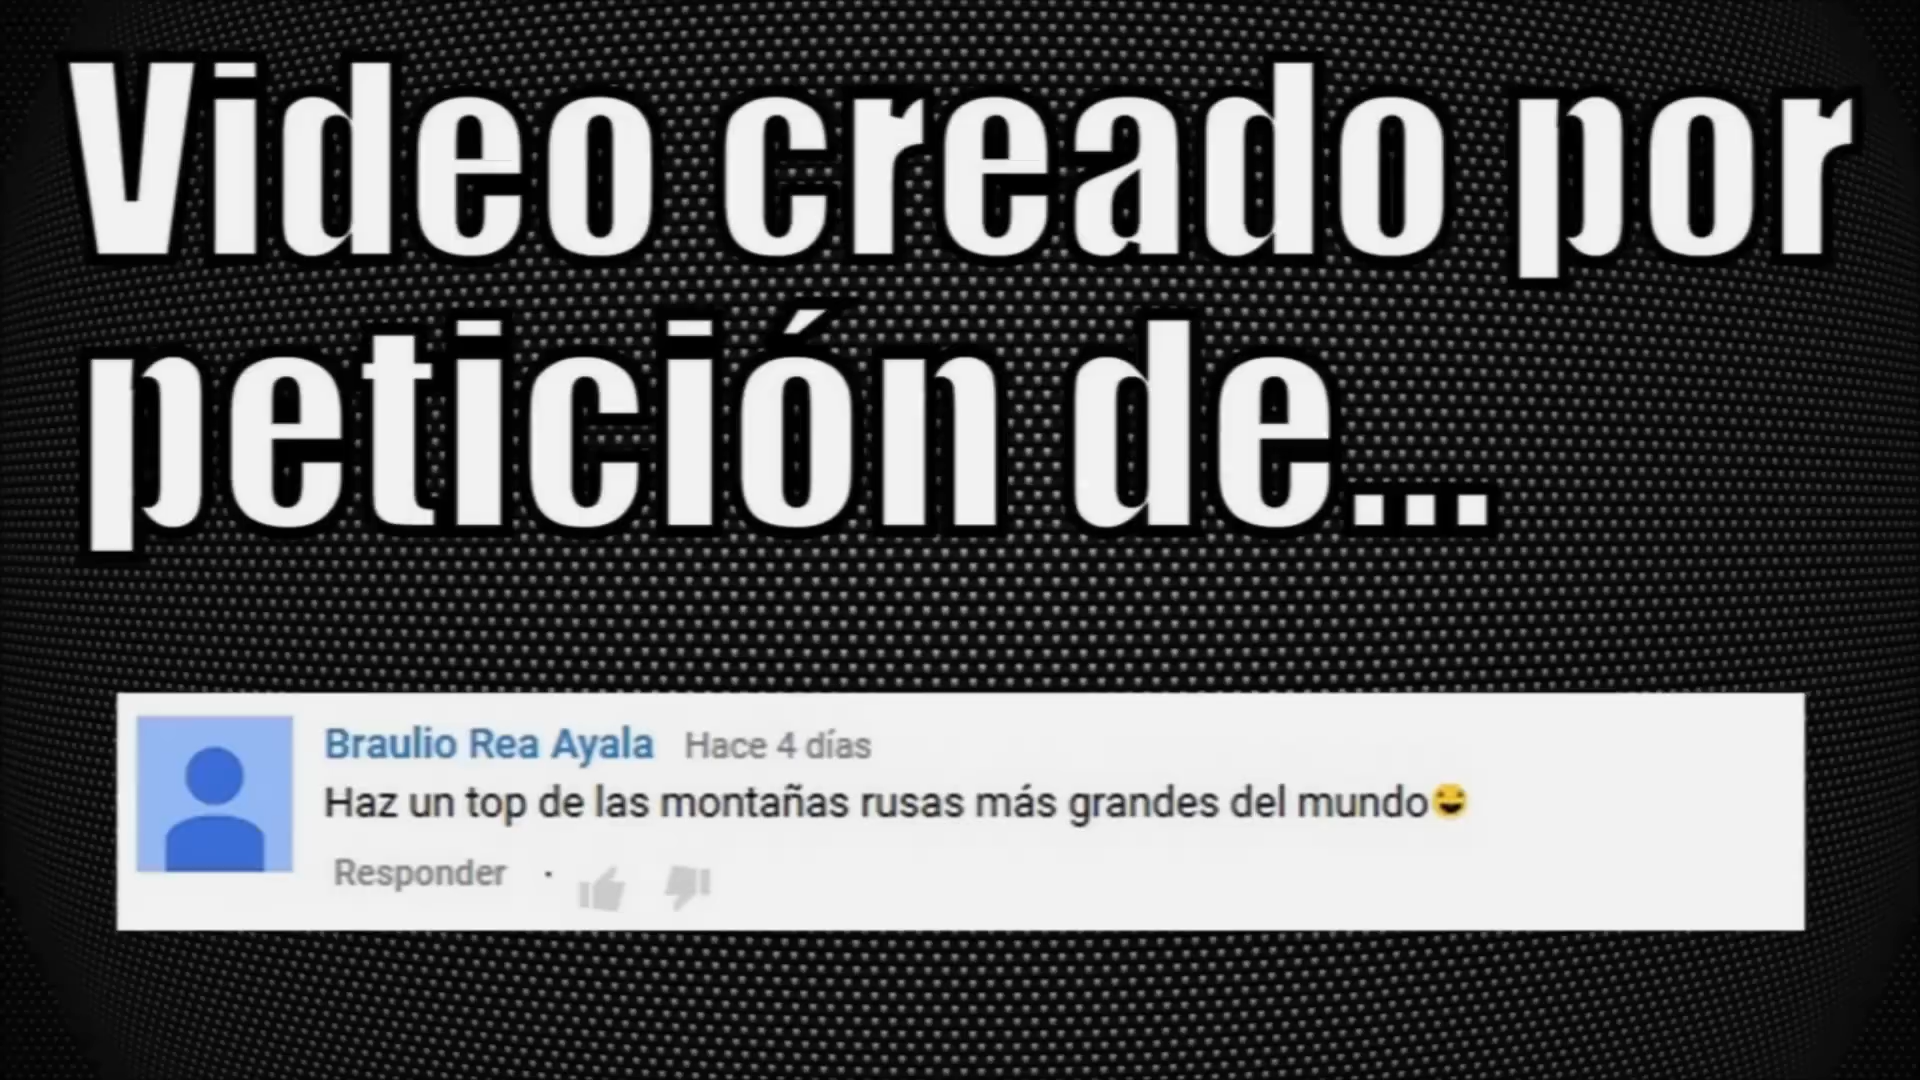 Video creado por
petición de...
Braulio Rea Ayala Hace 4 días
Haz un top de las montañas rusas más grandes del mundo😄
Responder ·